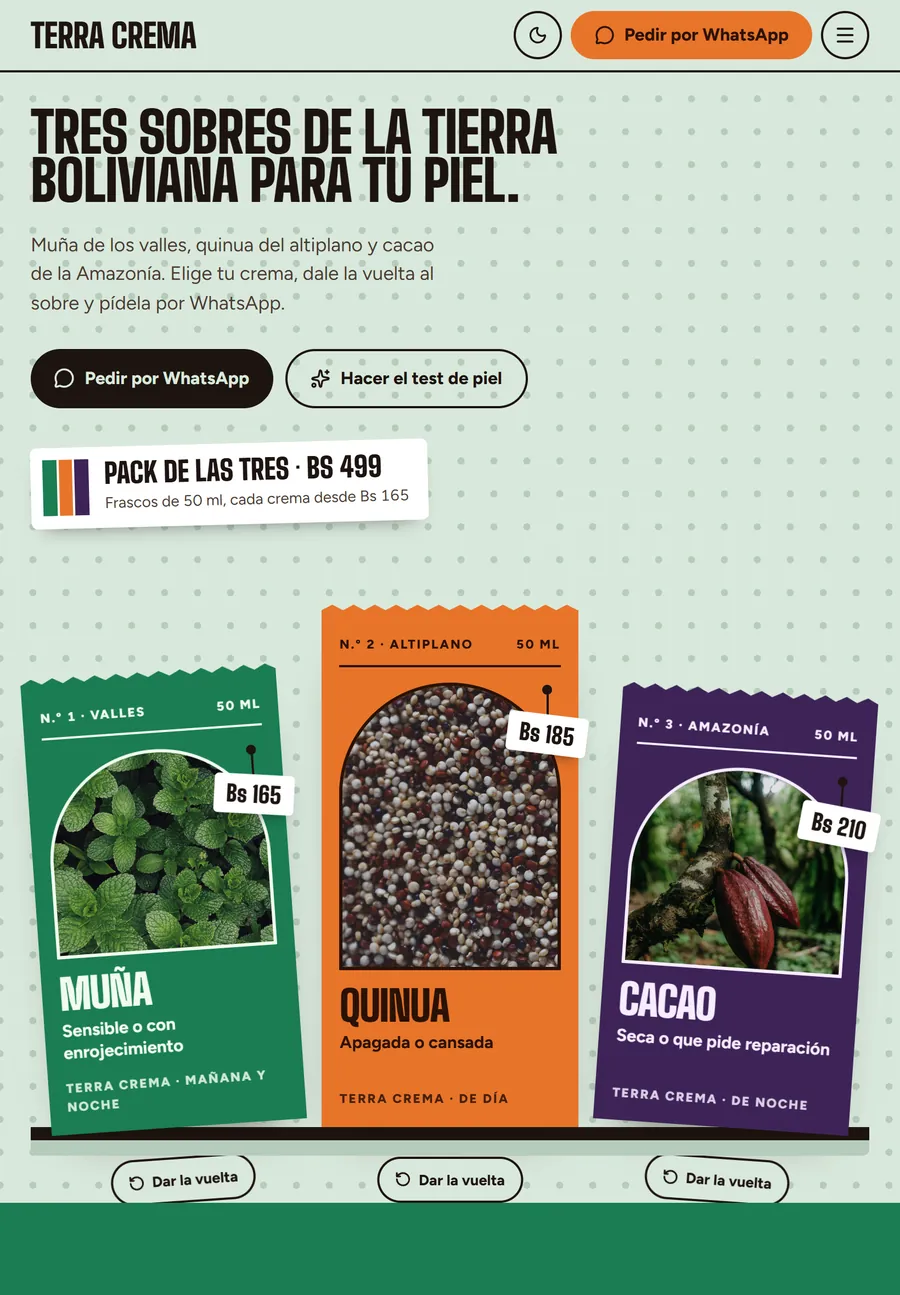 TERRA CREMA
Pedir por WhatsApp
TRES SOBRES DE LA TIERRA
BOLIVIANA PARA TU PIEL.
Muña de los valles, quinua del altiplano y cacao
de la Amazonía. Elige tu crema, dale la vuelta al
sobre y pídela por WhatsApp.
Pedir por WhatsApp
Hacer el test de piel
PACK DE LAS TRES · BS 499
Frascos de 50 ml, cada crema desde Bs 165
N.º 1 · VALLES
50 ML
Bs 165
MUÑA
Sensible o con
enrojecimiento
TERRA CREMA · MAÑANA Y
NOCHE
Dar la vuelta
N.º 2 · ALTIPLANO
50 ML
Bs 185
QUINUA
Apagada o cansada
TERRA CREMA · DE DÍA
Dar la vuelta
N.º 3 · AMAZONÍA
50 ML
Bs 210
CACAO
Seca o que pide reparación
TERRA CREMA · DE NOCHE
Dar la vuelta